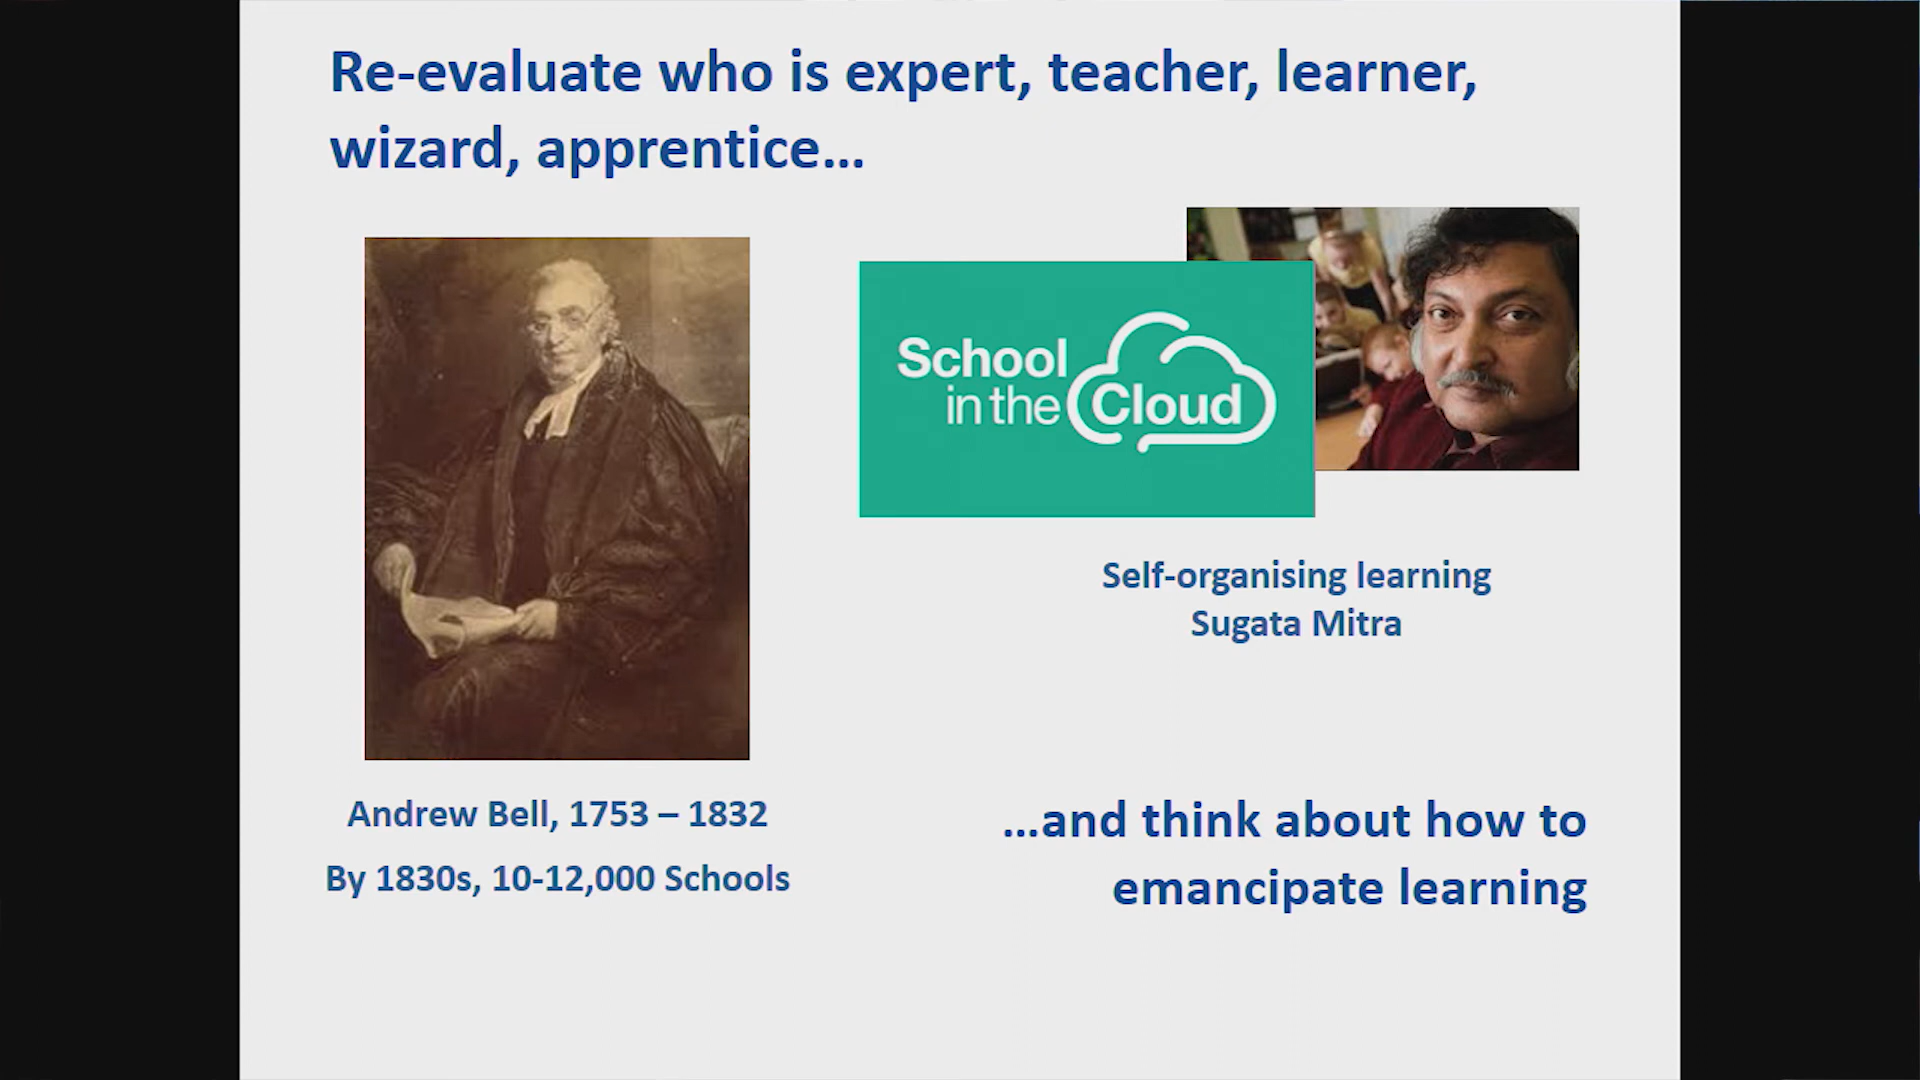 Re-evaluate who is expert, teacher, learner,
wizard, apprentice...
School
in the Cloud
Self-organising learning
Sugata Mitra
Andrew Bell, 1753 – 1832
By 1830s, 10-12,000 Schools
...and think about how to
emancipate learning